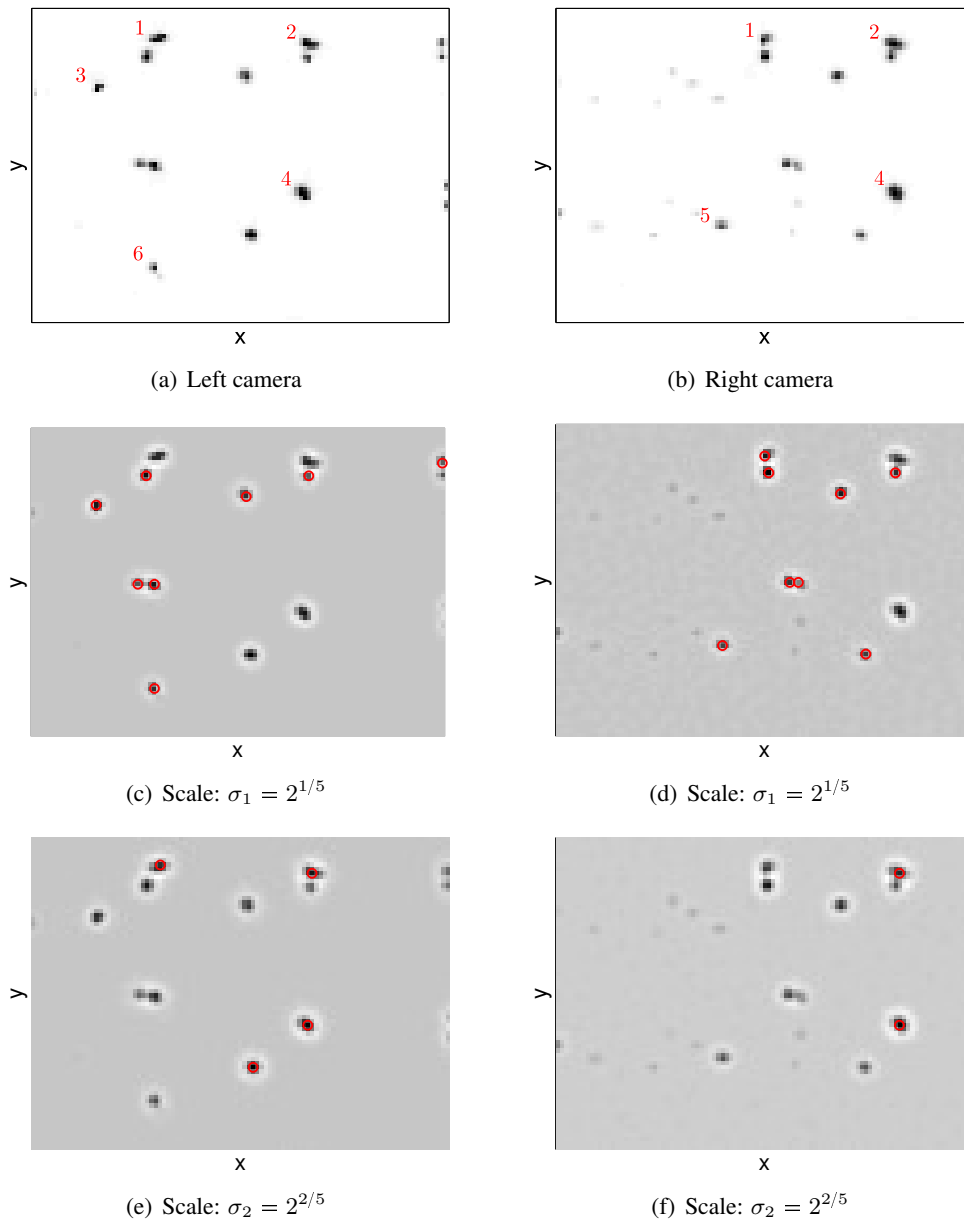 1
2
3
4
6
y
x
(a) Left camera
1
2
4
5
x
(b) Right camera
y
x
(c) Scale: σ₁ = 2^{1/5}
y
x
(d) Scale: σ₁ = 2^{1/5}
y
x
(e) Scale: σ₂ = 2^{2/5}
y
x
(f) Scale: σ₂ = 2^{2/5}
y